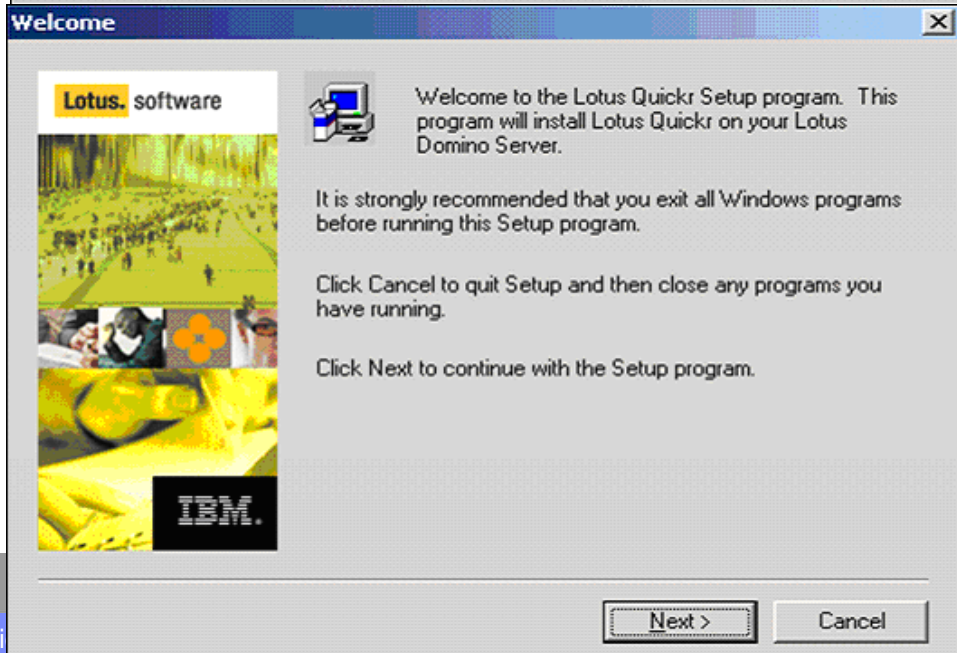 Welcome
Lotus. software
Welcome to the Lotus Quickr Setup program. This
program will install Lotus Quickr on your Lotus
Domino Server.
It is strongly recommended that you exit all Windows programs
before running this Setup program.
Click Cancel to quit Setup and then close any programs you
have running.
Click Next to continue with the Setup program.
IBM.
Next >
Cancel